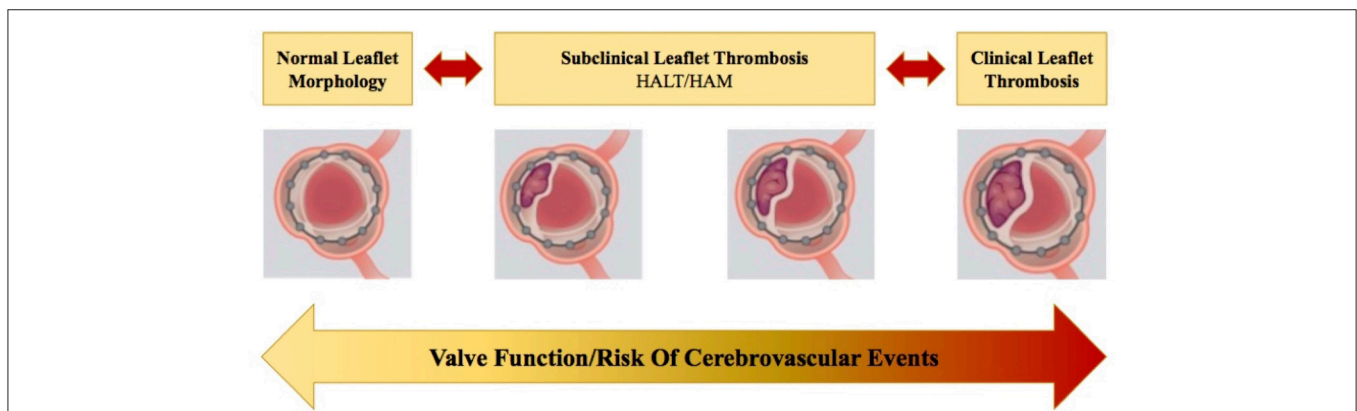 Normal Leaflet
Morphology
Subclinical Leaflet Thrombosis
HALT/HAM
Clinical Leaflet
Thrombosis
Valve Function/Risk Of Cerebrovascular Events